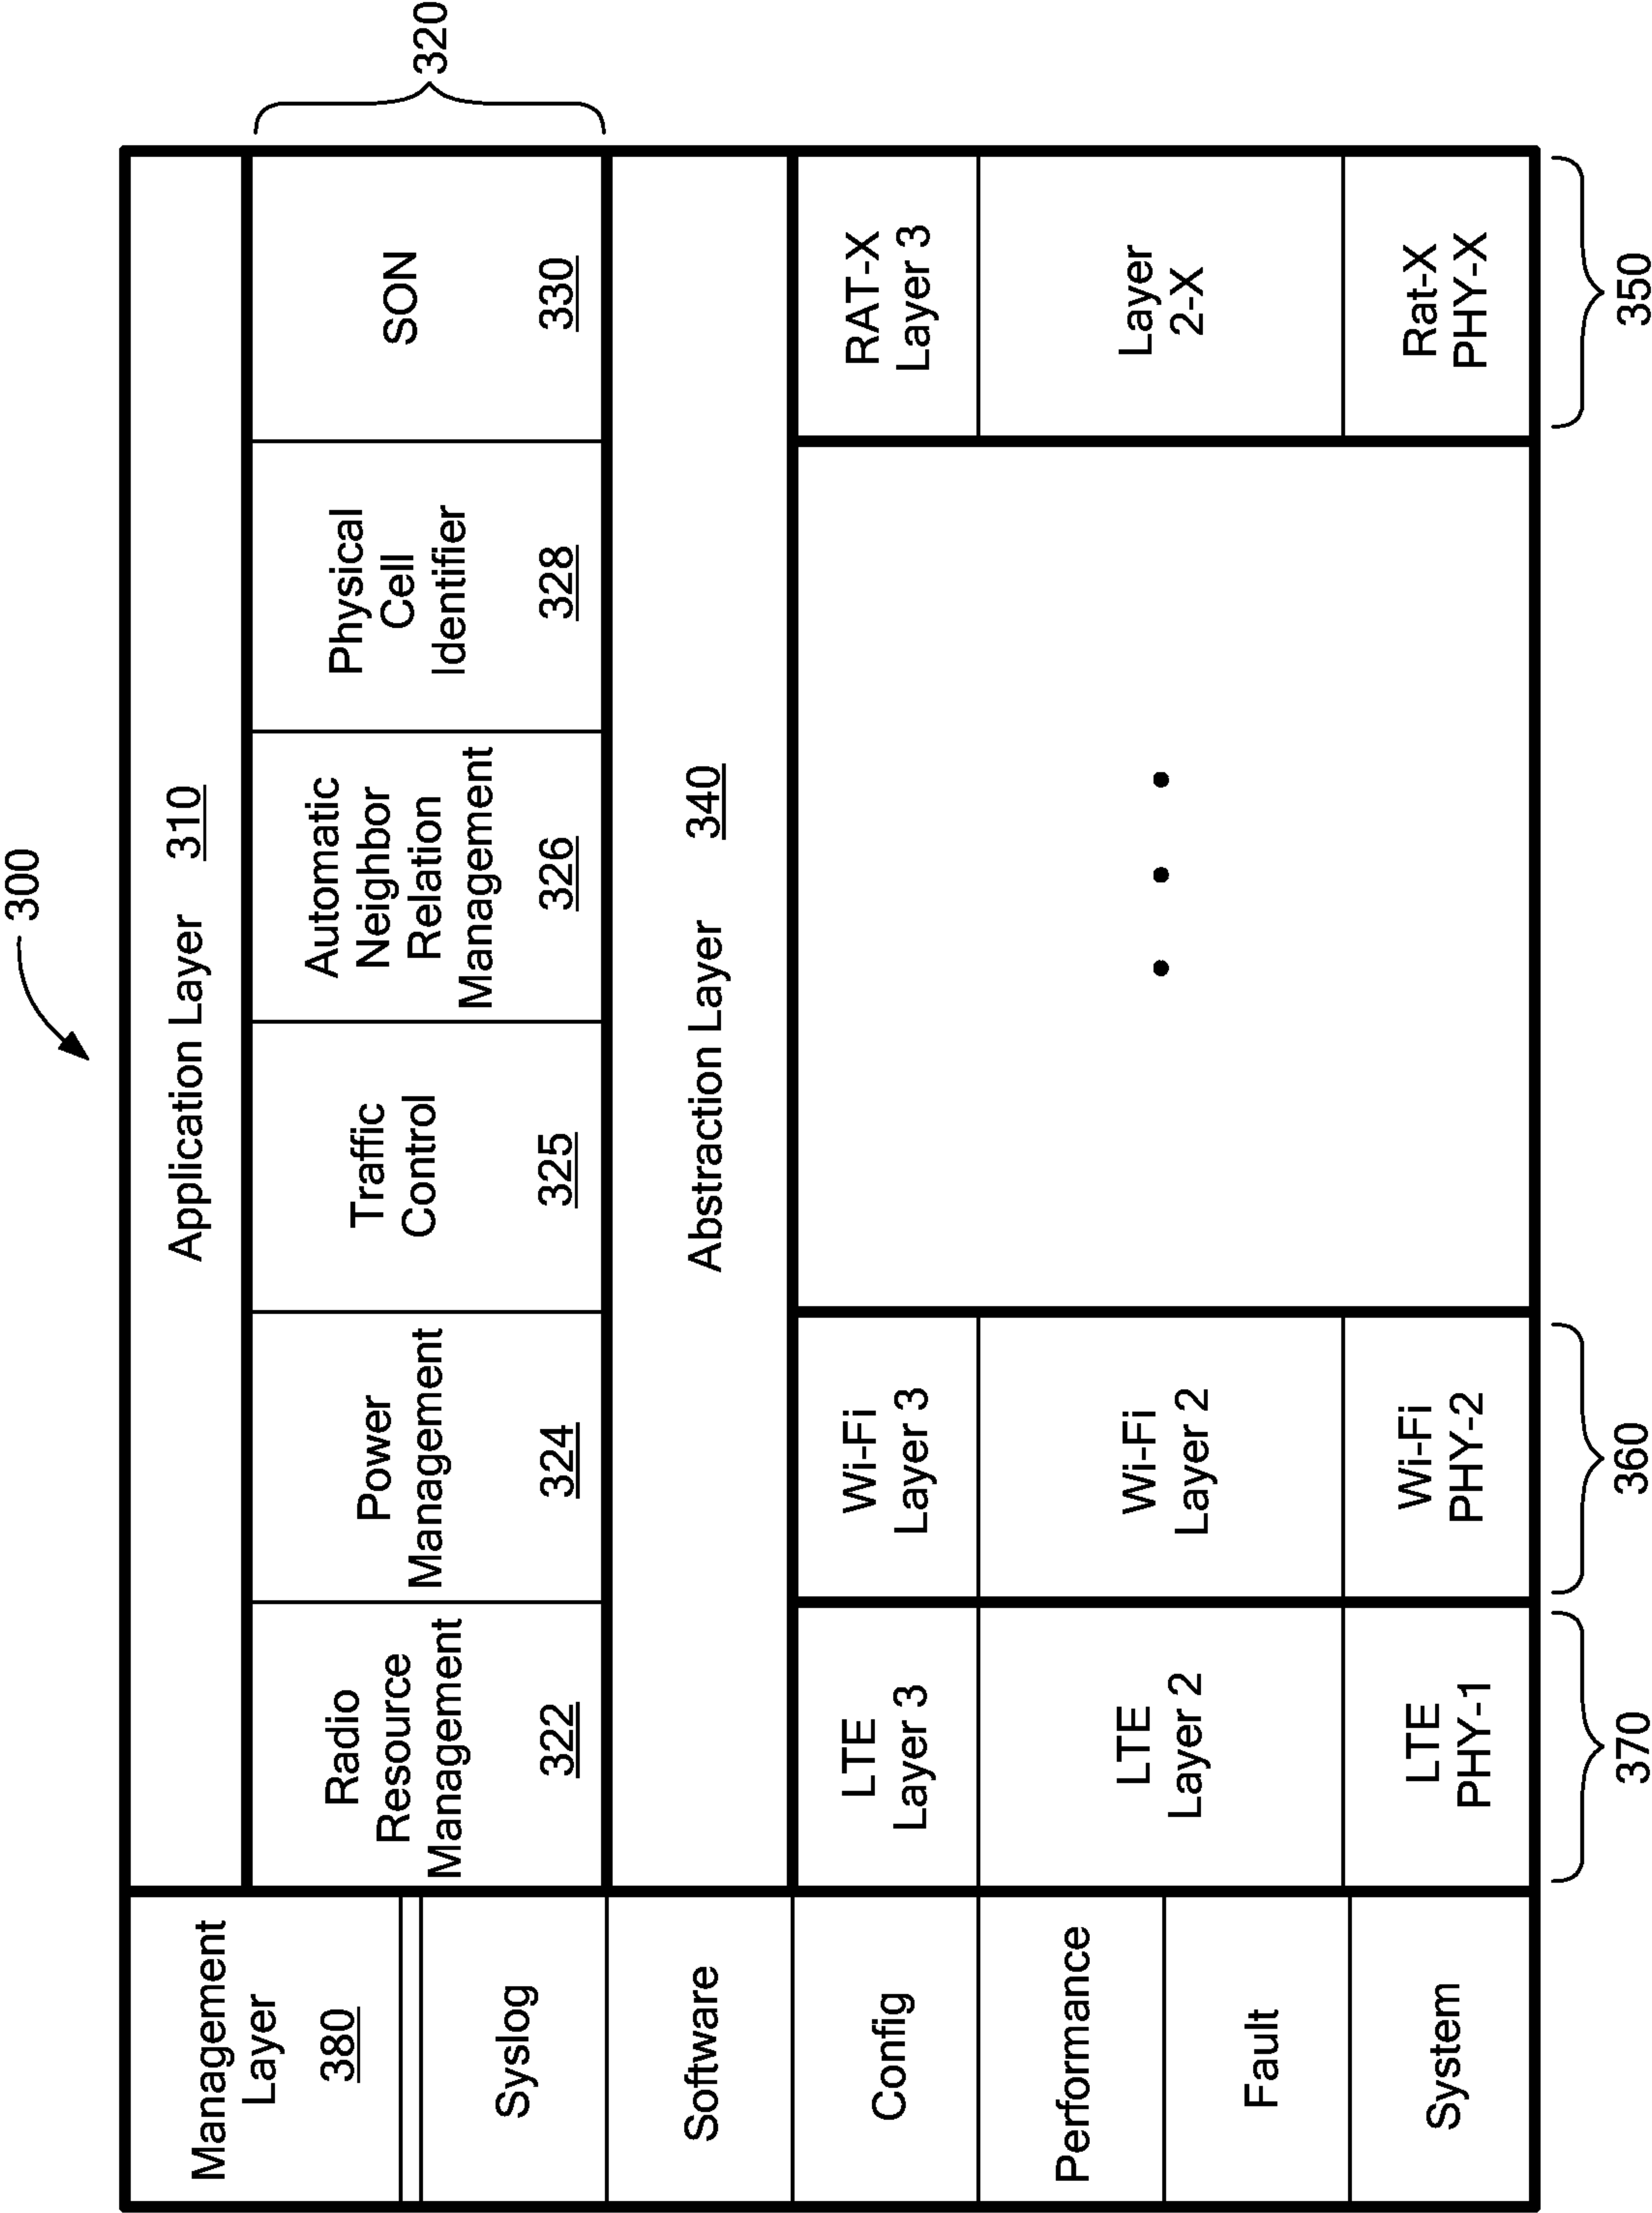 300
Management
Layer
380
Syslog
Software
Config
Performance
Fault
System
Application Layer 310
Radio
Resource
Management
322
Power
Management
324
Traffic
Control
325
Automatic
Neighbor
Relation
Management
326
Physical
Cell
Identifier
328
SON
330
320
Abstraction Layer 340
LTE
Layer 3
LTE
Layer 2
LTE
PHY-1
Wi-Fi
Layer 3
Wi-Fi
Layer 2
Wi-Fi
PHY-2
• • •
RAT-X
Layer 3
Layer
2-X
Rat-X
PHY-X
370
360
350